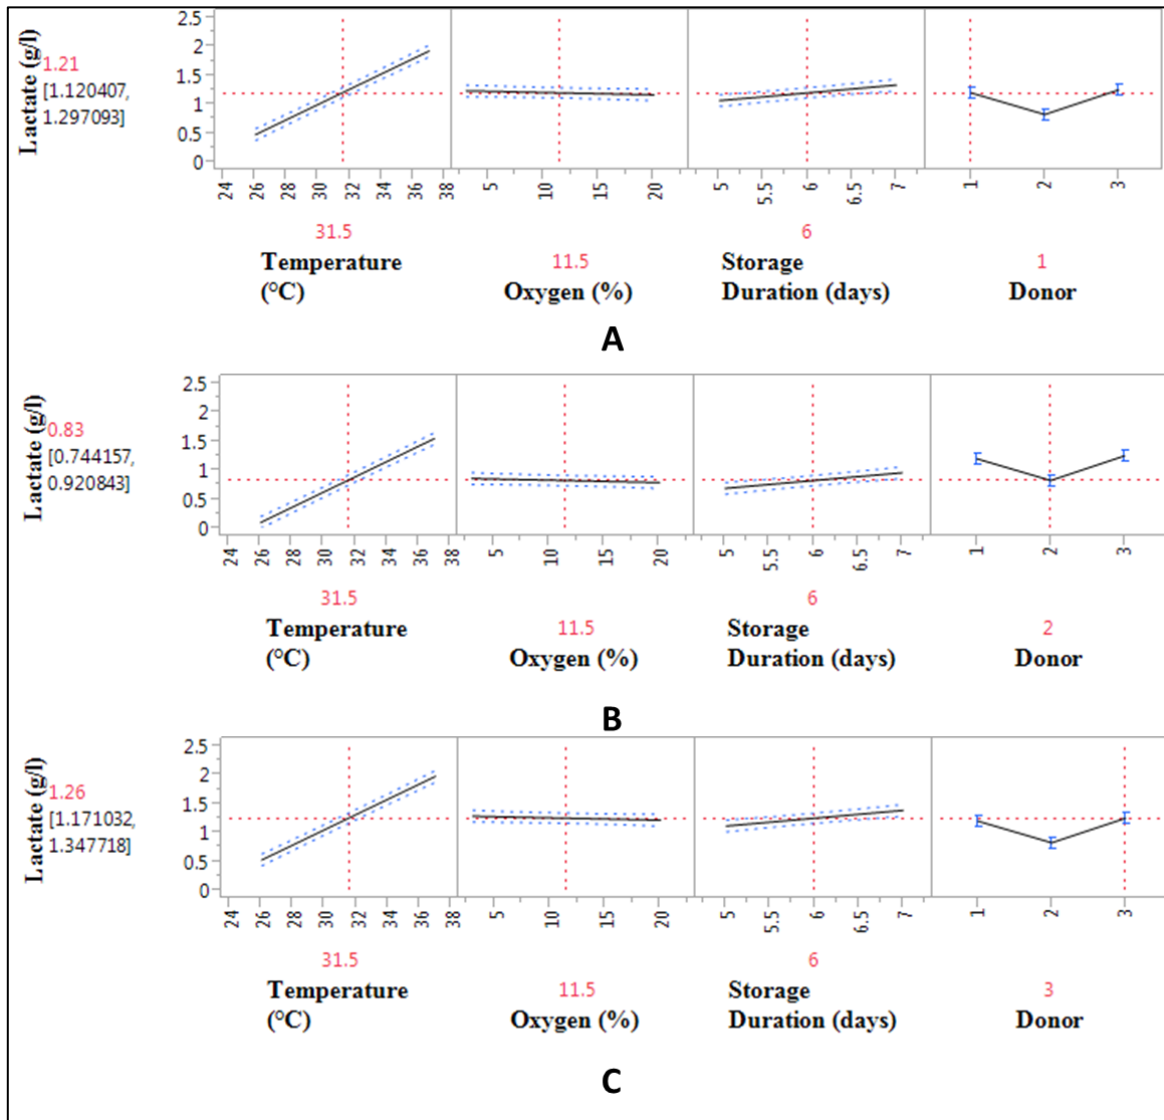 Lactate (g/l)
1.21
[1.120407,
1.297093]
2.5
2
1.5
1
0.5
0
24 26 28 30 32 34 36 38
5 10 15 20
5 5.5 6 6.5 7
1 2 3
31.5 6
Temperature 11.5 Storage 1
(°C) Oxygen (%) Duration (days) Donor
A
Lactate (g/l)
0.83
[0.744157,
0.920843]
2.5
2
1.5
1
0.5
0
24 26 28 30 32 34 36 38
5 10 15 20
5 5.5 6 6.5 7
1 2 3
31.5 6
Temperature 11.5 Storage 2
(°C) Oxygen (%) Duration (days) Donor
B
Lactate (g/l)
1.26
[1.171032,
1.347718]
2.5
2
1.5
1
0.5
0
24 26 28 30 32 34 36 38
5 10 15 20
5 5.5 6 6.5 7
1 2 3
31.5 6
Temperature 11.5 Storage 3
(°C) Oxygen (%) Duration (days) Donor
C